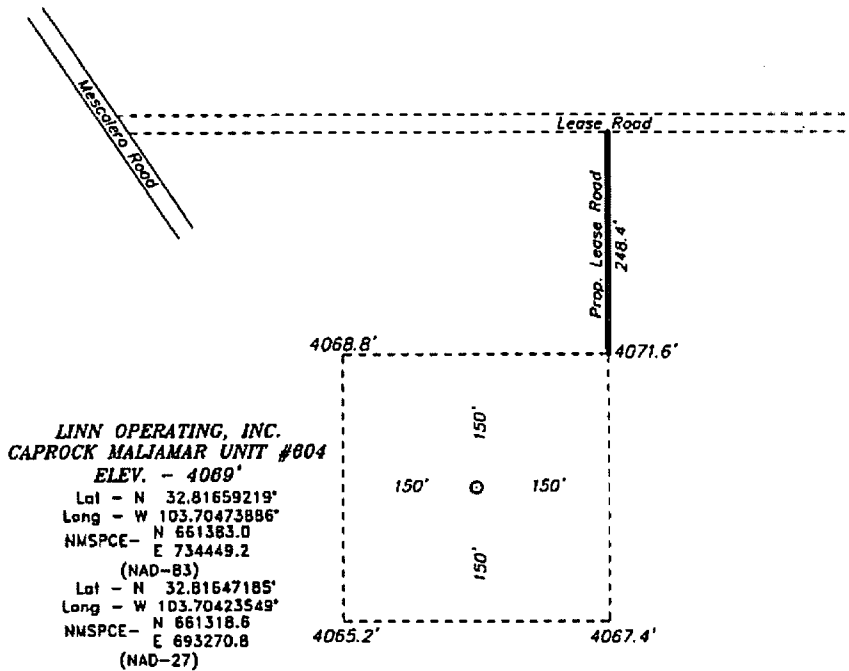 Mescalero Road
Lease Road
Prop. Lease Road
248.4'
4068.8'
4071.6'
150'
150'
150'
150'
LINN OPERATING, INC.
CAPROCK MALJAMAR UNIT #604
ELEV. - 4069'
Lat - N 32.81659219°
Long - W 103.70473886°
NMSPCE- N 661383.0
E 734449.2
(NAD-83)
Lat - N 32.81647185°
Long - W 103.70423549°
NMSPCE- N 661318.6
E 693270.8
(NAD-27)
4065.2'
4067.4'